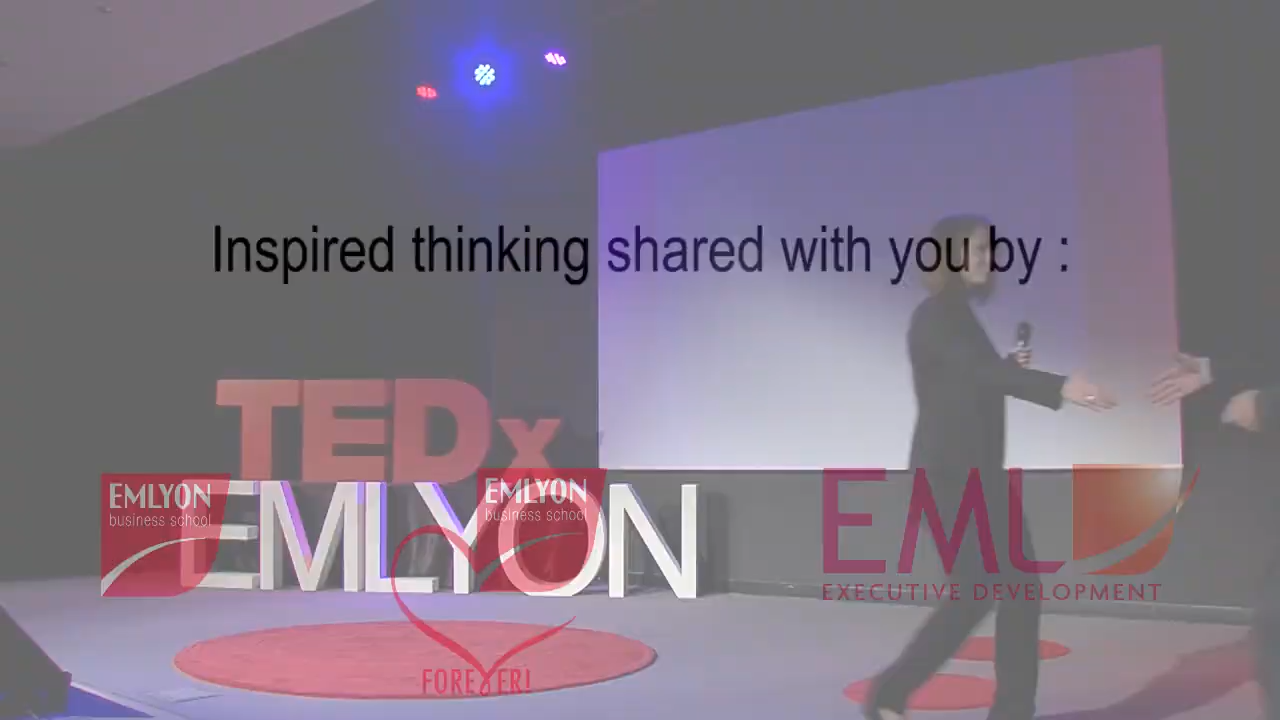 Inspired thinking shared with you by :
TEDx
EMLYON
EMLYON
business school
EMLYON
business school
FOREVER!
EML
EXECUTIVE DEVELOPMENT